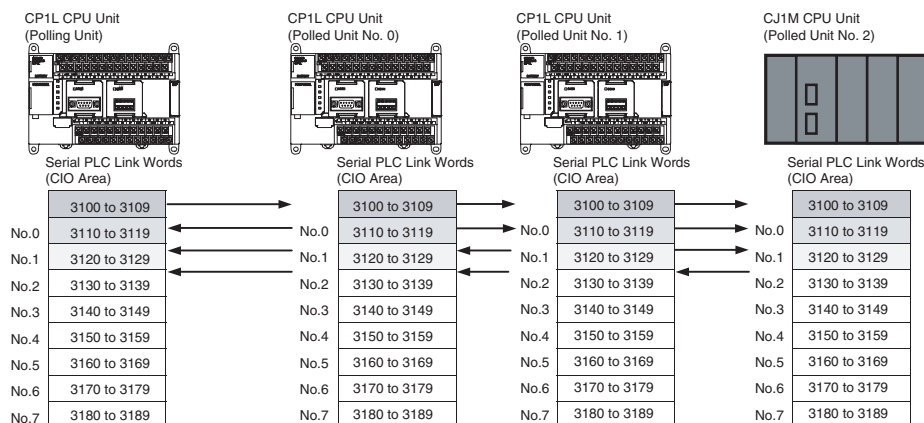 CP1L CPU Unit
(Polling Unit)
CP1L CPU Unit
(Polled Unit No. 0)
CP1L CPU Unit
(Polled Unit No. 1)
CJ1M CPU Unit
(Polled Unit No. 2)
Serial PLC Link Words
(CIO Area)
3100 to 3109
No.0 3110 to 3119
No.1 3120 to 3129
No.2 3130 to 3139
No.3 3140 to 3149
No.4 3150 to 3159
No.5 3160 to 3169
No.6 3170 to 3179
No.7 3180 to 3189
Serial PLC Link Words
(CIO Area)
3100 to 3109
No.0 3110 to 3119
No.1 3120 to 3129
No.2 3130 to 3139
No.3 3140 to 3149
No.4 3150 to 3159
No.5 3160 to 3169
No.6 3170 to 3179
No.7 3180 to 3189
Serial PLC Link Words
(CIO Area)
3100 to 3109
No.0 3110 to 3119
No.1 3120 to 3129
No.2 3130 to 3139
No.3 3140 to 3149
No.4 3150 to 3159
No.5 3160 to 3169
No.6 3170 to 3179
No.7 3180 to 3189
Serial PLC Link Words
(CIO Area)
3100 to 3109
No.0 3110 to 3119
No.1 3120 to 3129
No.2 3130 to 3139
No.3 3140 to 3149
No.4 3150 to 3159
No.5 3160 to 3169
No.6 3170 to 3179
No.7 3180 to 3189